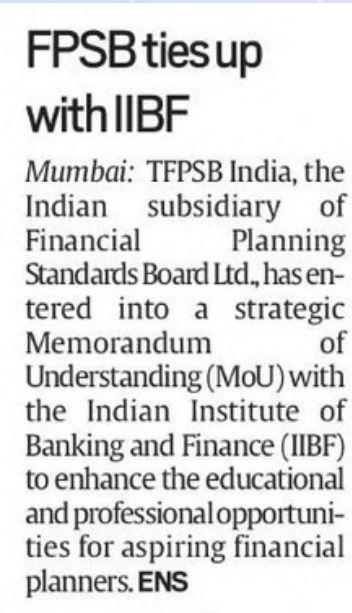 FPSB ties up
with IIBF
Mumbai: TFPSB India, the
Indian subsidiary of
Financial Planning
Standards Board Ltd., has en-
tered into a strategic
Memorandum of
Understanding (MoU) with
the Indian Institute of
Banking and Finance (IIBF)
to enhance the educational
and professional opportuni-
ties for aspiring financial
planners. ENS